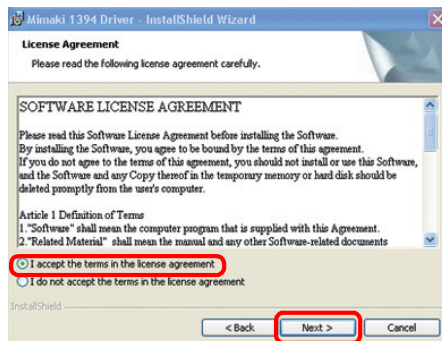 Mimaki 1394 Driver - InstallShield Wizard
License Agreement
Please read the following license agreement carefully.
SOFTWARE LICENSE AGREEMENT
Please read this Software License Agreement before installing the Software.
By installing the Software, you agree to be bound by the terms of this agreement.
If you do not agree to the terms of this agreement, you should not install or use this Software,
and the Software and any Copy thereof in the temporary memory or hard disk should be
deleted promptly from the user's computer.
Article 1 Definition of Terms
1."Software" shall mean the computer program that is supplied with this Agreement.
2."Related Material" shall mean the manual and any other Software-related documents
I accept the terms in the license agreement
I do not accept the terms in the license agreement
InstallShield
< Back Next > Cancel